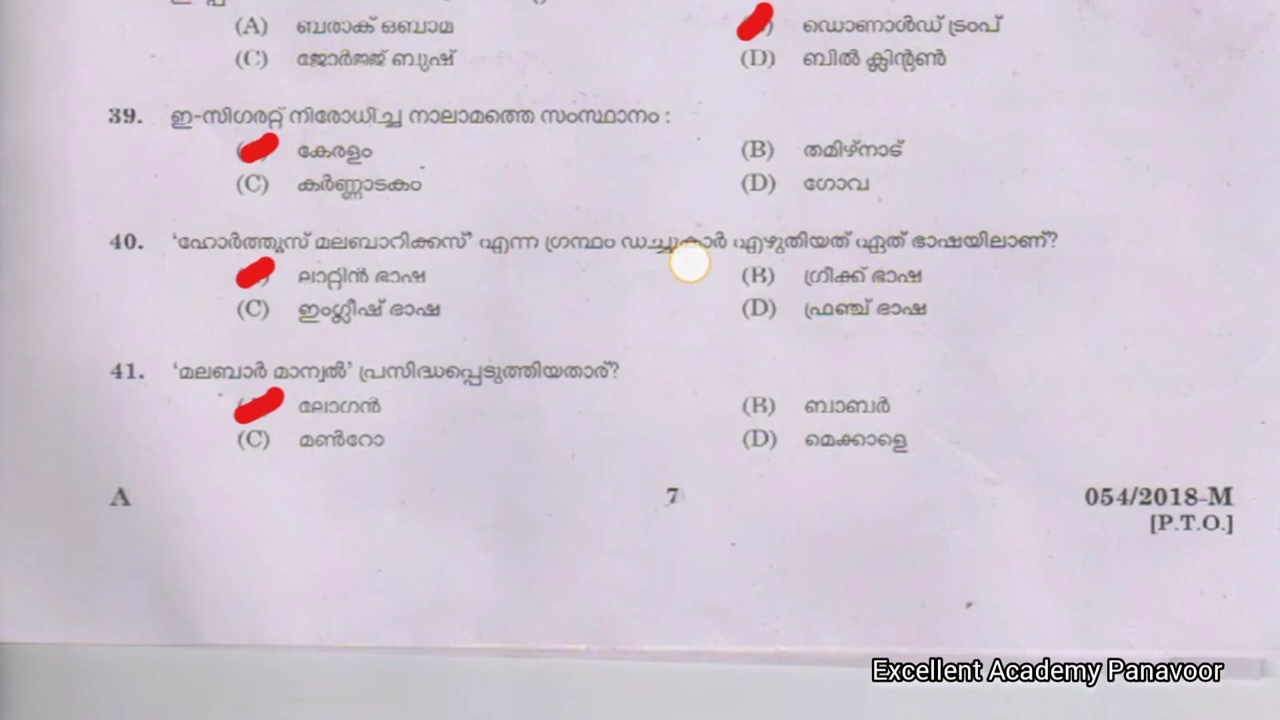 (A) ബരാക് ഒബാമ ഡൊണാൾഡ് ട്രംപ്
(C) ജോർജ്ജ് ബുഷ് (D) ബിൽ ക്ലിന്റൺ
39. ഇ-സിഗരറ്റ് നിരോധിച്ച നാലാമത്തെ സംസ്ഥാനം :
കേരളം (B) തമിഴ്നാട്
(C) കർണ്ണാടകം (D) ഗോവ
40. 'ഹോർത്തൂസ് മലബാറിക്കസ്' എന്ന ഗ്രന്ഥം ഡച്ചുകാർ എഴുതിയത് ഏത് ഭാഷയിലാണ്?
ലാറ്റിൻ ഭാഷ (B) ഗ്രീക്ക് ഭാഷ
(C) ഇംഗ്ലീഷ് ഭാഷ (D) ഫ്രഞ്ച് ഭാഷ
41. 'മലബാർ മാന്വൽ' പ്രസിദ്ധപ്പെടുത്തിയതാര്?
ലോഗൻ (B) ബാബർ
(C) മൺറോ (D) മെക്കാളെ
A 7 054/2018-M
[P.T.O.]
Excellent Academy Panavoor